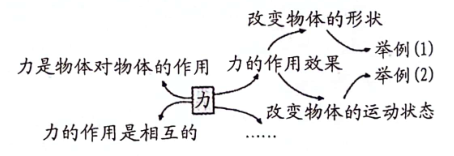 改变物体的形状
举例(1)
力是物体对物体的作用
力的作用效果
举例(2)
力
改变物体的运动状态
力的作用是相互的
……